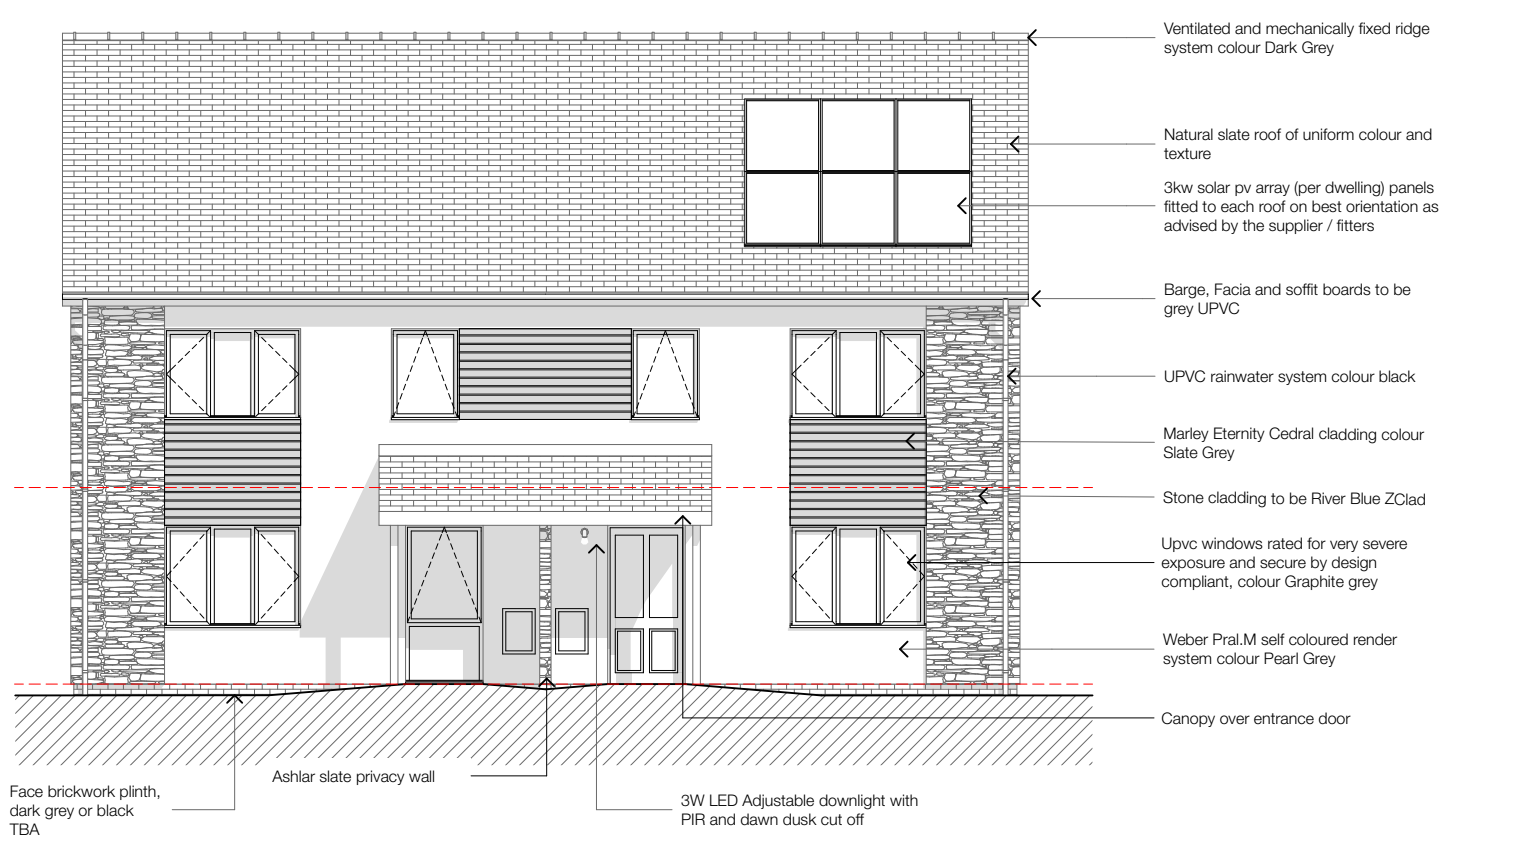 Ventilated and mechanically fixed ridge
system colour Dark Grey
Natural slate roof of uniform colour and
texture
3kw solar pv array (per dwelling) panels
fitted to each roof on best orientation as
advised by the supplier / fitters
Barge, Facia and soffit boards to be
grey UPVC
UPVC rainwater system colour black
Marley Eternity Cedral cladding colour
Slate Grey
Stone cladding to be River Blue ZClad
Upvc windows rated for very severe
exposure and secure by design
compliant, colour Graphite grey
Weber Pral.M self coloured render
system colour Pearl Grey
Canopy over entrance door
Ashlar slate privacy wall
Face brickwork plinth,
dark grey or black
TBA
3W LED Adjustable downlight with
PIR and dawn dusk cut off